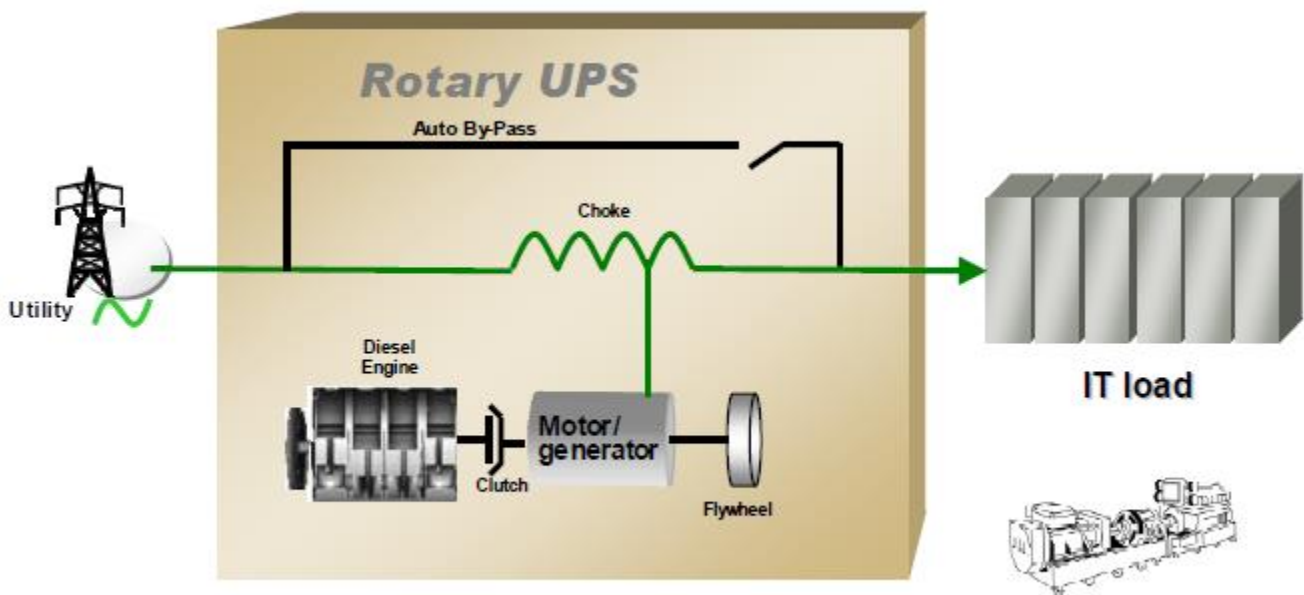 Rotary UPS
Auto By-Pass
Choke
Utility
Diesel
Engine
Motor/
generator
Clutch
Flywheel
IT load